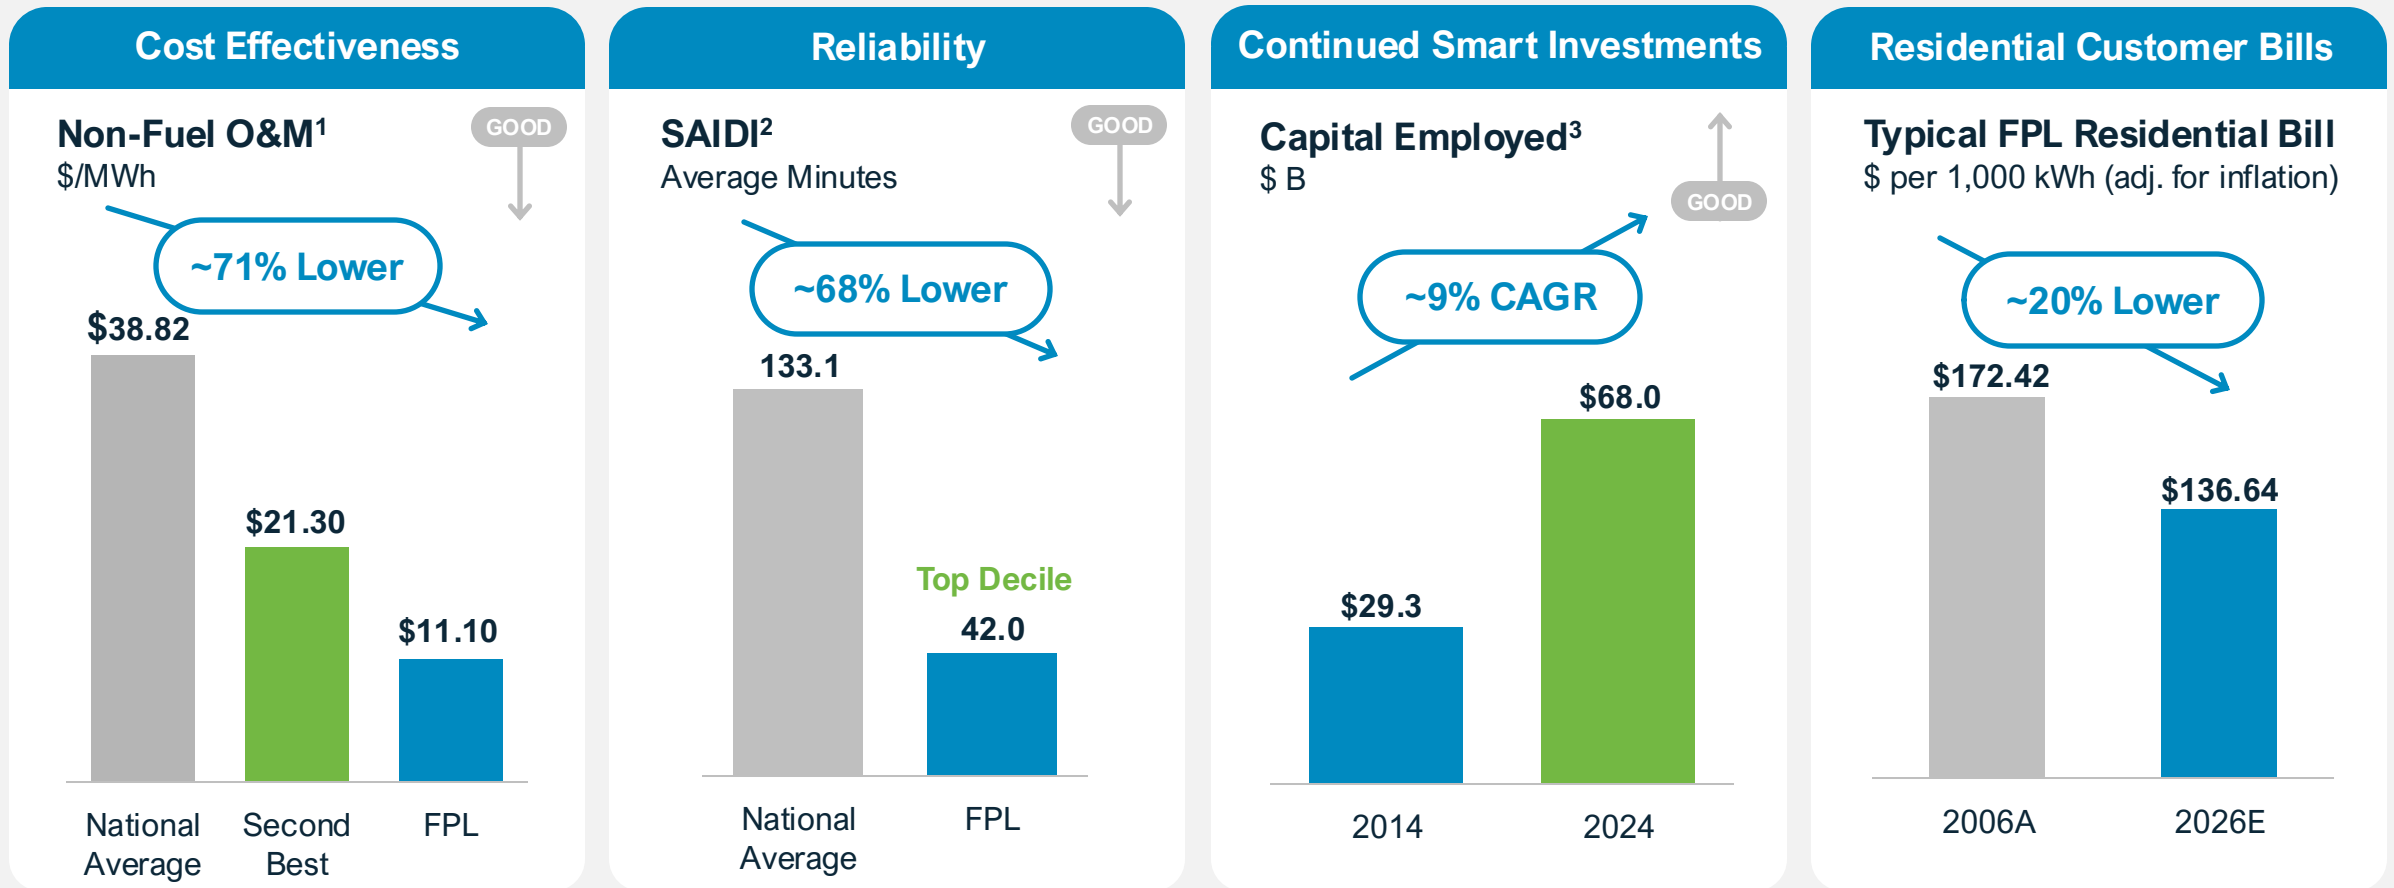 Cost Effectiveness
Non-Fuel O&M¹
$/MWh
GOOD
~71% Lower
$38.82
$21.30
$11.10
National Average
Second Best
FPL
Reliability
SAIDI²
Average Minutes
GOOD
~68% Lower
133.1
Top Decile
42.0
National Average
FPL
Continued Smart Investments
Capital Employed³
$ B
GOOD
~9% CAGR
$29.3
$68.0
2014
2024
Residential Customer Bills
Typical FPL Residential Bill
$ per 1,000 kWh (adj. for inflation)
~20% Lower
$172.42
$136.64
2006A
2026E